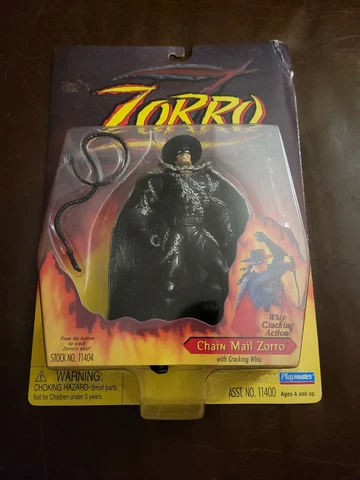 ZORRO
Whip
Cracking
Action!
Press the button
to crack
Zorro's whip!
STOCK NO. 11404
Chain Mail Zorro
with Cracking Whip
WARNING:
CHOKING HAZARD- Small parts.
Not for Children under 3 years.
Playmates
ASST. NO. 11400 Ages 4 and up.